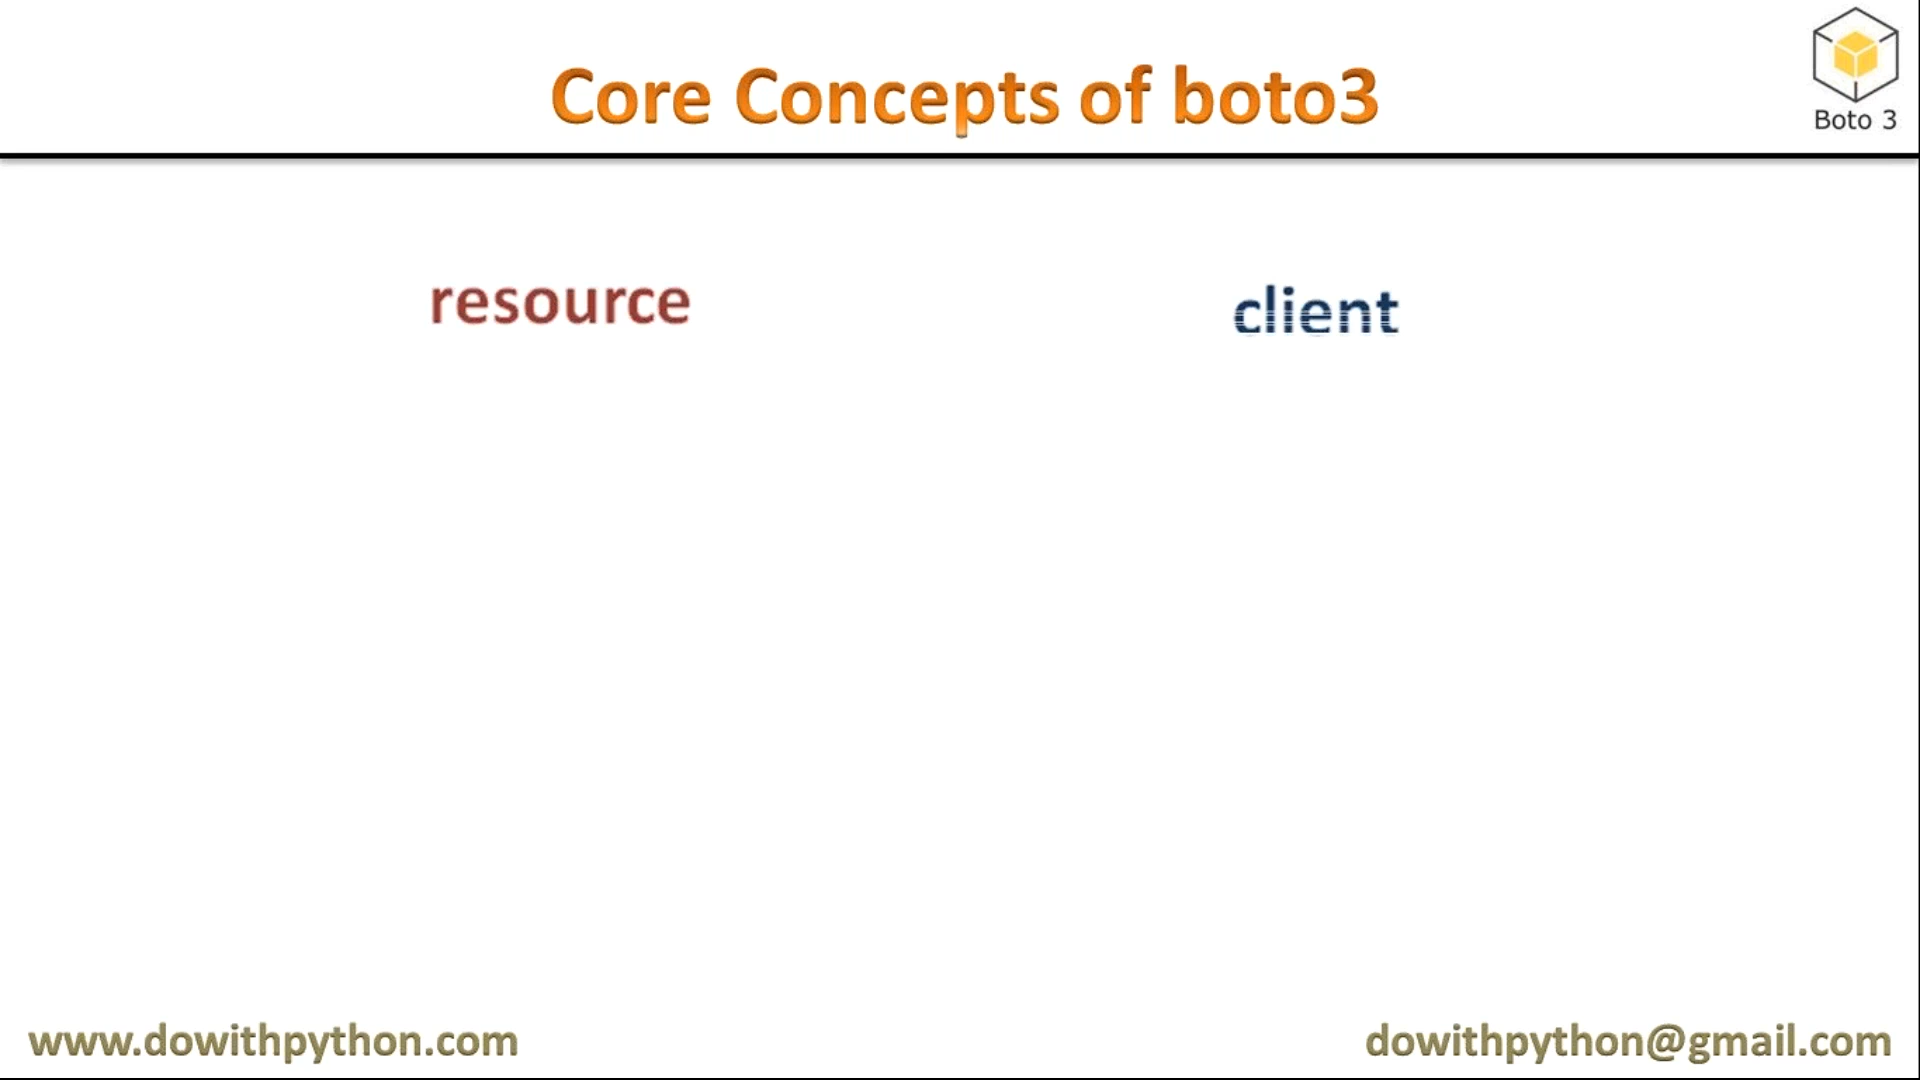 Core Concepts of boto3
Boto 3
resource
client
www.dowithpython.com
dowithpython@gmail.com